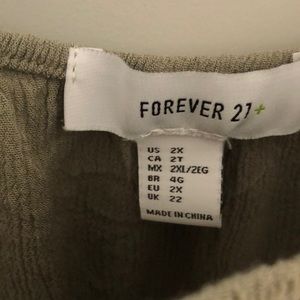 FOREVER 21+
US 2X
CA 2T
MX 2XL/2EG
BR 4G
EU 2X
UK 22
MADE IN CHINA